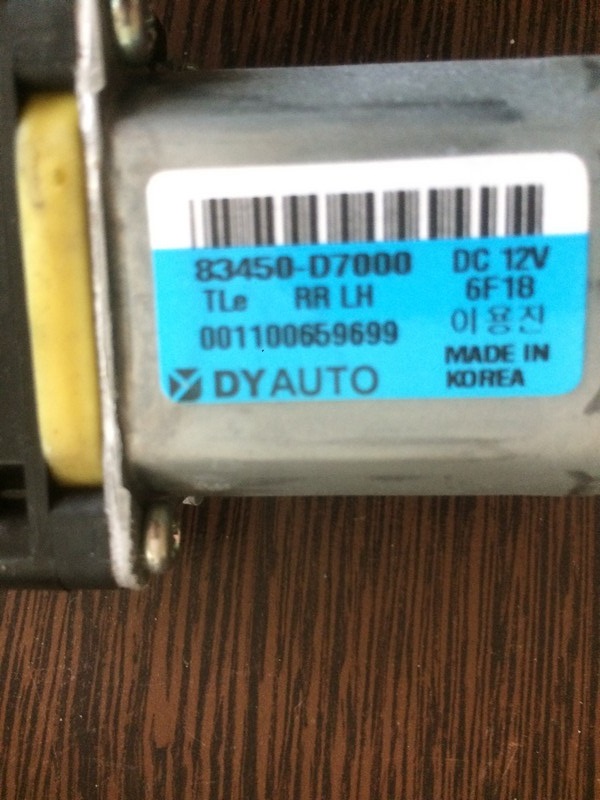 83450-D7000 DC 12V
TLe RR LH 6F18
001100659699 이용진
MADE IN
KOREA
DYAUTO